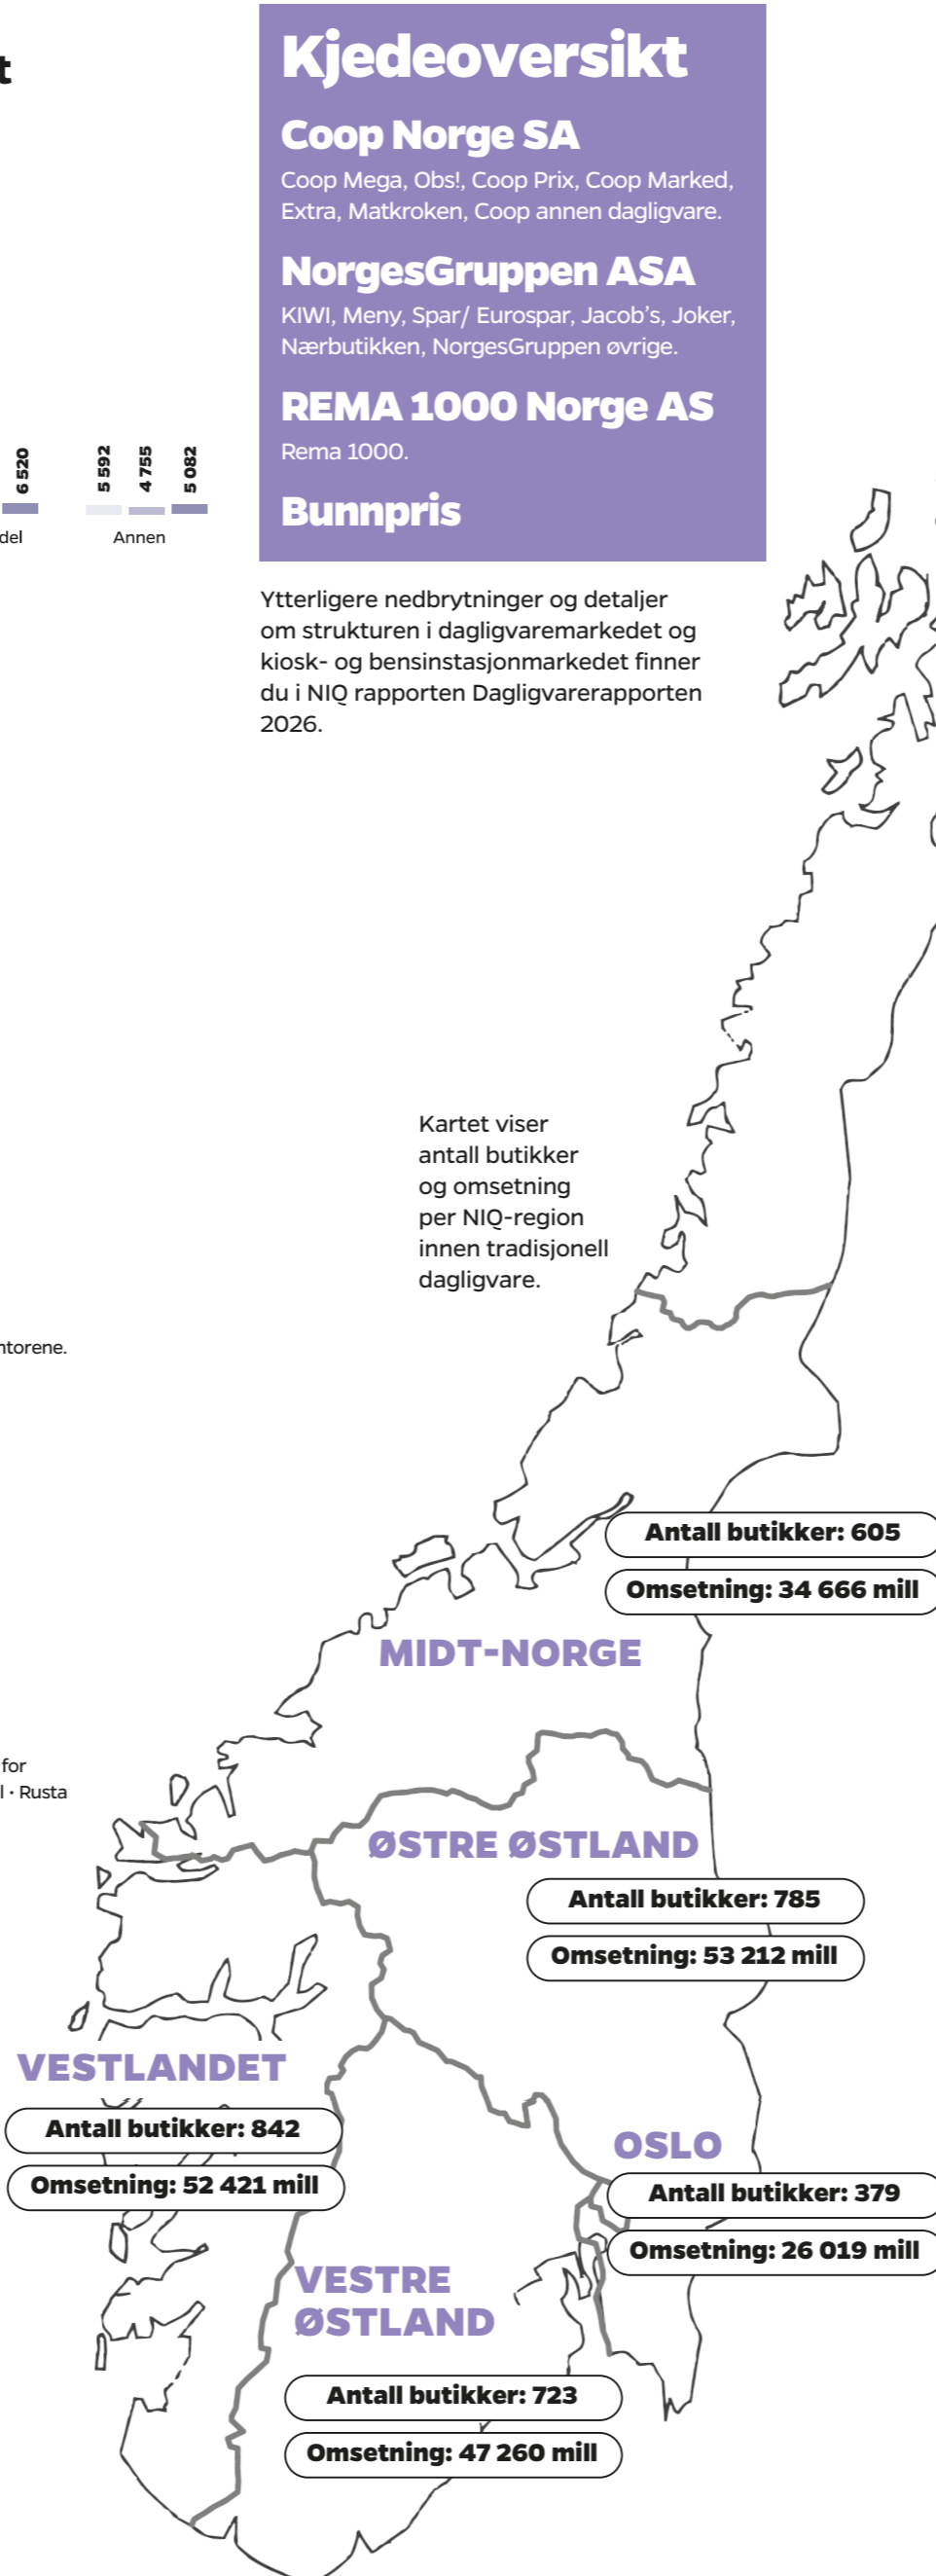 t
Kjedeoversikt
Coop Norge SA
Coop Mega, Obs!, Coop Prix, Coop Marked,
Extra, Matkroken, Coop annen dagligvare.
NorgesGruppen ASA
KIWI, Meny, Spar/ Eurospar, Jacob's, Joker,
Nærbutikken, NorgesGruppen øvrige.
REMA 1000 Norge AS
Rema 1000.
Bunnpris
6 520
5 592
4 755
5 082
del
Annen
Ytterligere nedbrytninger og detaljer
om strukturen i dagligvaremarkedet og
kiosk- og bensinstasjonmarkedet finner
du i NIQ rapporten Dagligvarerapporten
2026.
Kartet viser
antall butikker
og omsetning
per NIQ-region
innen tradisjonell
dagligvare.
ntorene.
Antall butikker: 605
Omsetning: 34 666 mill
MIDT-NORGE
for
l • Rusta
ØSTRE ØSTLAND
Antall butikker: 785
Omsetning: 53 212 mill
VESTLANDET
Antall butikker: 842
Omsetning: 52 421 mill
OSLO
Antall butikker: 379
Omsetning: 26 019 mill
VESTRE
ØSTLAND
Antall butikker: 723
Omsetning: 47 260 mill